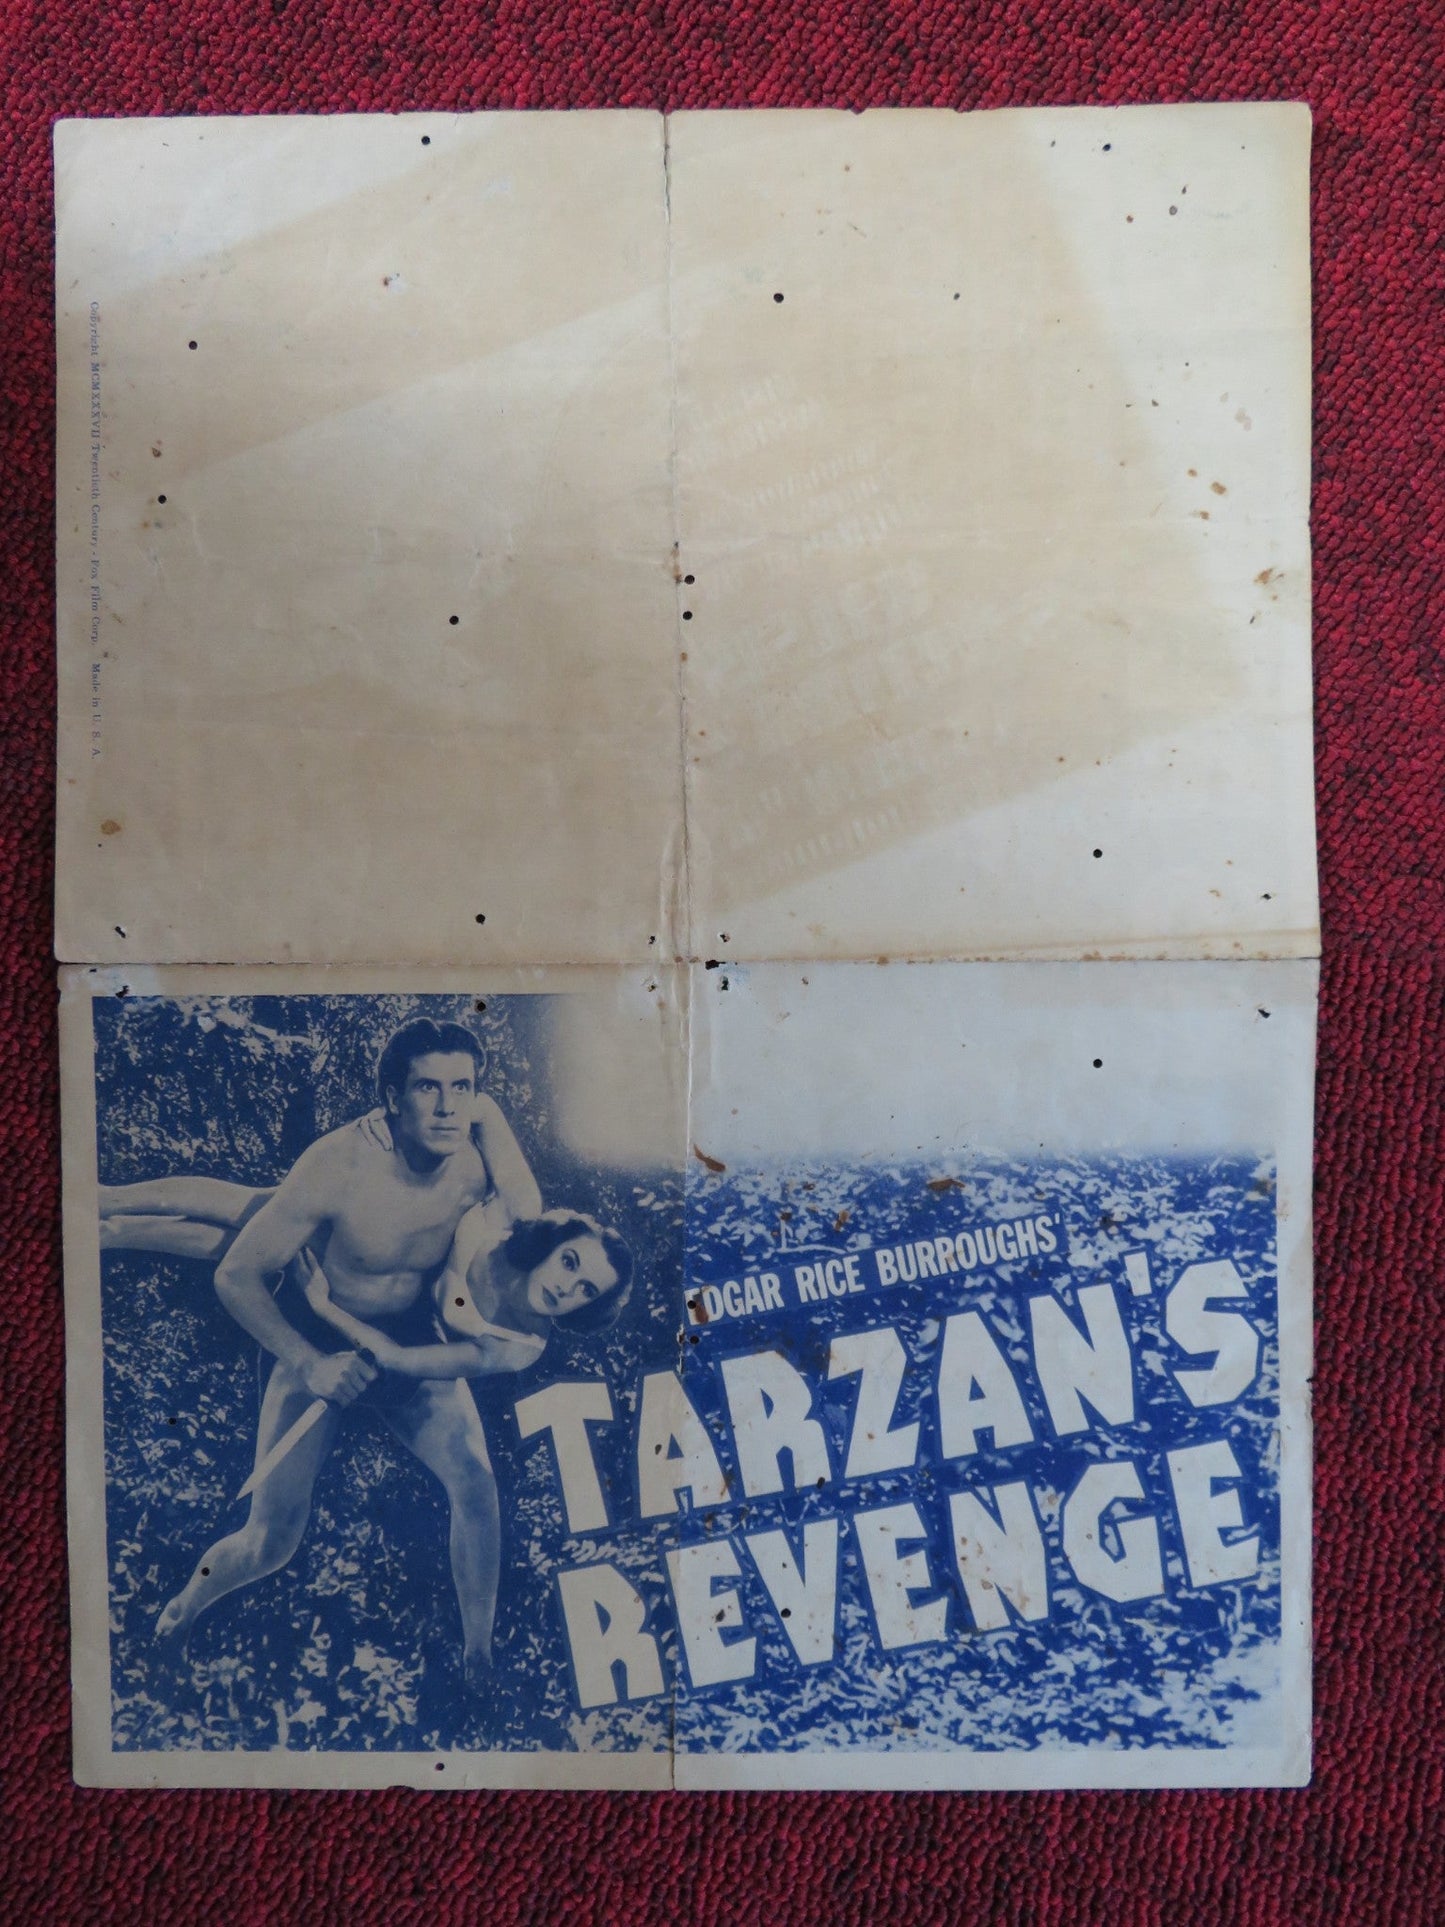 Copyright MCMXXXVII Twentieth Century - Fox Film Corp. Made in U. S. A.
EDGAR RICE BURROUGHS'
TARZAN'S
REVENGE